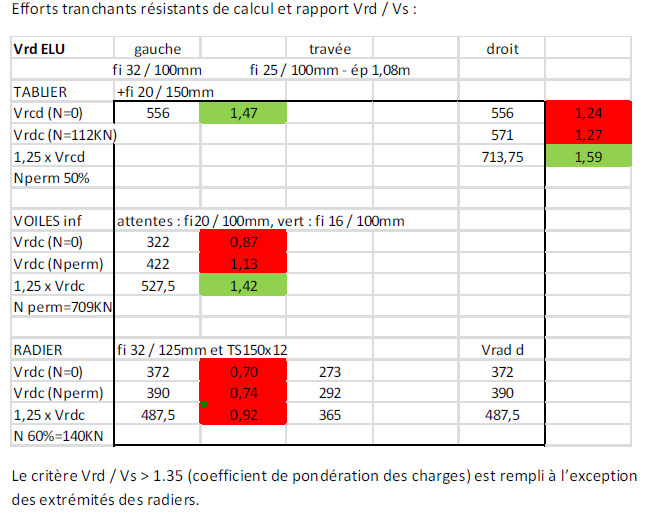 Efforts tranchants résistants de calcul et rapport Vrd / Vs :
Vrd ELU gauche travée droit
fi 32 / 100mm fi 25 / 100mm - ép 1,08m
TABLIER +fi 20 / 150mm
Vrcd (N=0) 556 1,47 556 1,24
Vrdc (N=112KN) 571 1,27
1,25 x Vrcd 713,75 1,59
Nperm 50%
VOILES inf attentes : fi20 / 100mm, vert : fi 16 / 100mm
Vrdc (N=0) 322 0,87
Vrdc (Nperm) 422 1,13
1,25 x Vrdc 527,5 1,42
N perm=709KN
RADIER fi 32 / 125mm et TS150x12 Vrad d
Vrdc (N=0) 372 0,70 273 372
Vrdc (Nperm) 390 0,74 292 390
1,25 x Vrdc 487,5 0,92 365 487,5
N 60%=140KN
Le critère Vrd / Vs > 1.35 (coefficient de pondération des charges) est rempli à l’exception
des extrémités des radiers.